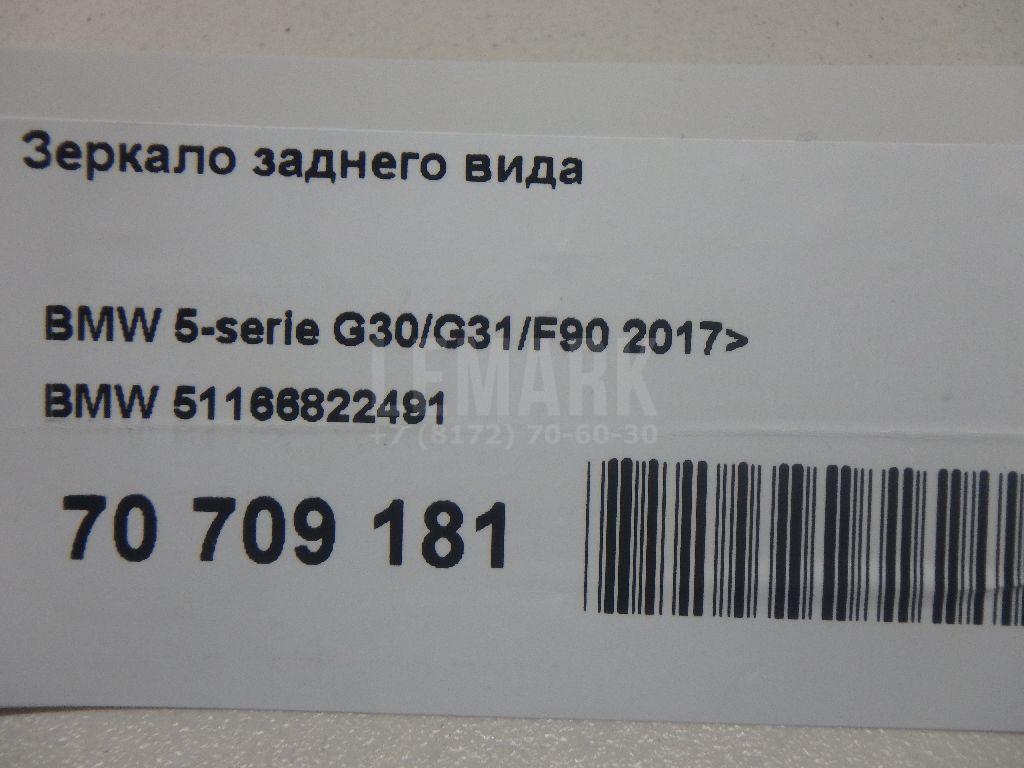 Зеркало заднего вида
BMW 5-serie G30/G31/F90 2017>
LEMARK
BMW 51166822491
+7 (8172) 70-60-30
70 709 181